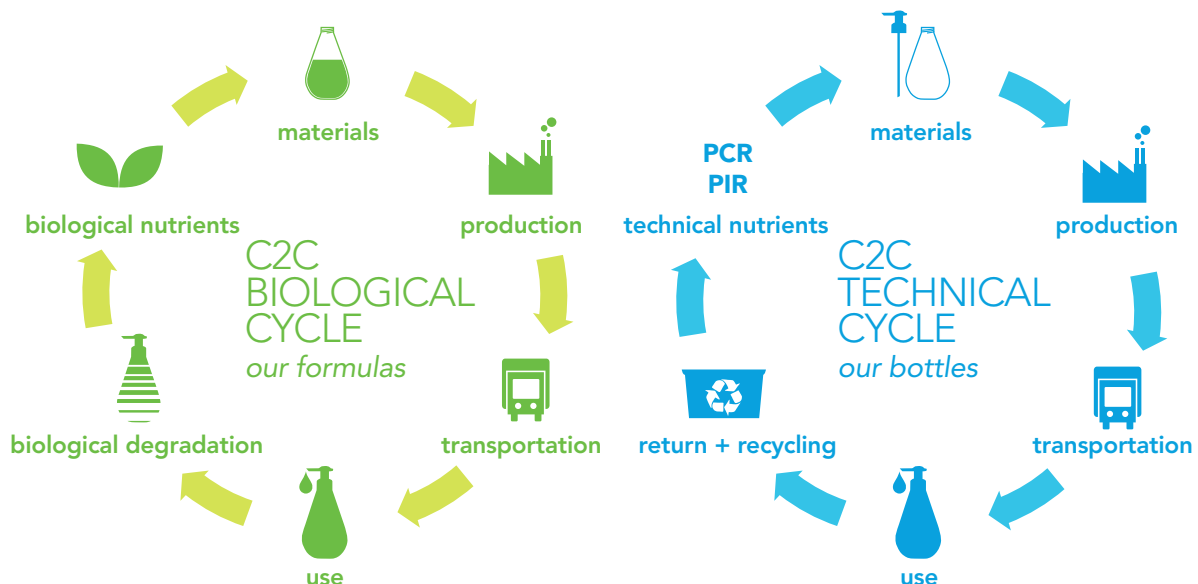 materials
biological nutrients
production
C2C
BIOLOGICAL
CYCLE
our formulas
biological degradation
transportation
use
materials
PCR
PIR
technical nutrients
production
C2C
TECHNICAL
CYCLE
our bottles
return + recycling
transportation
use